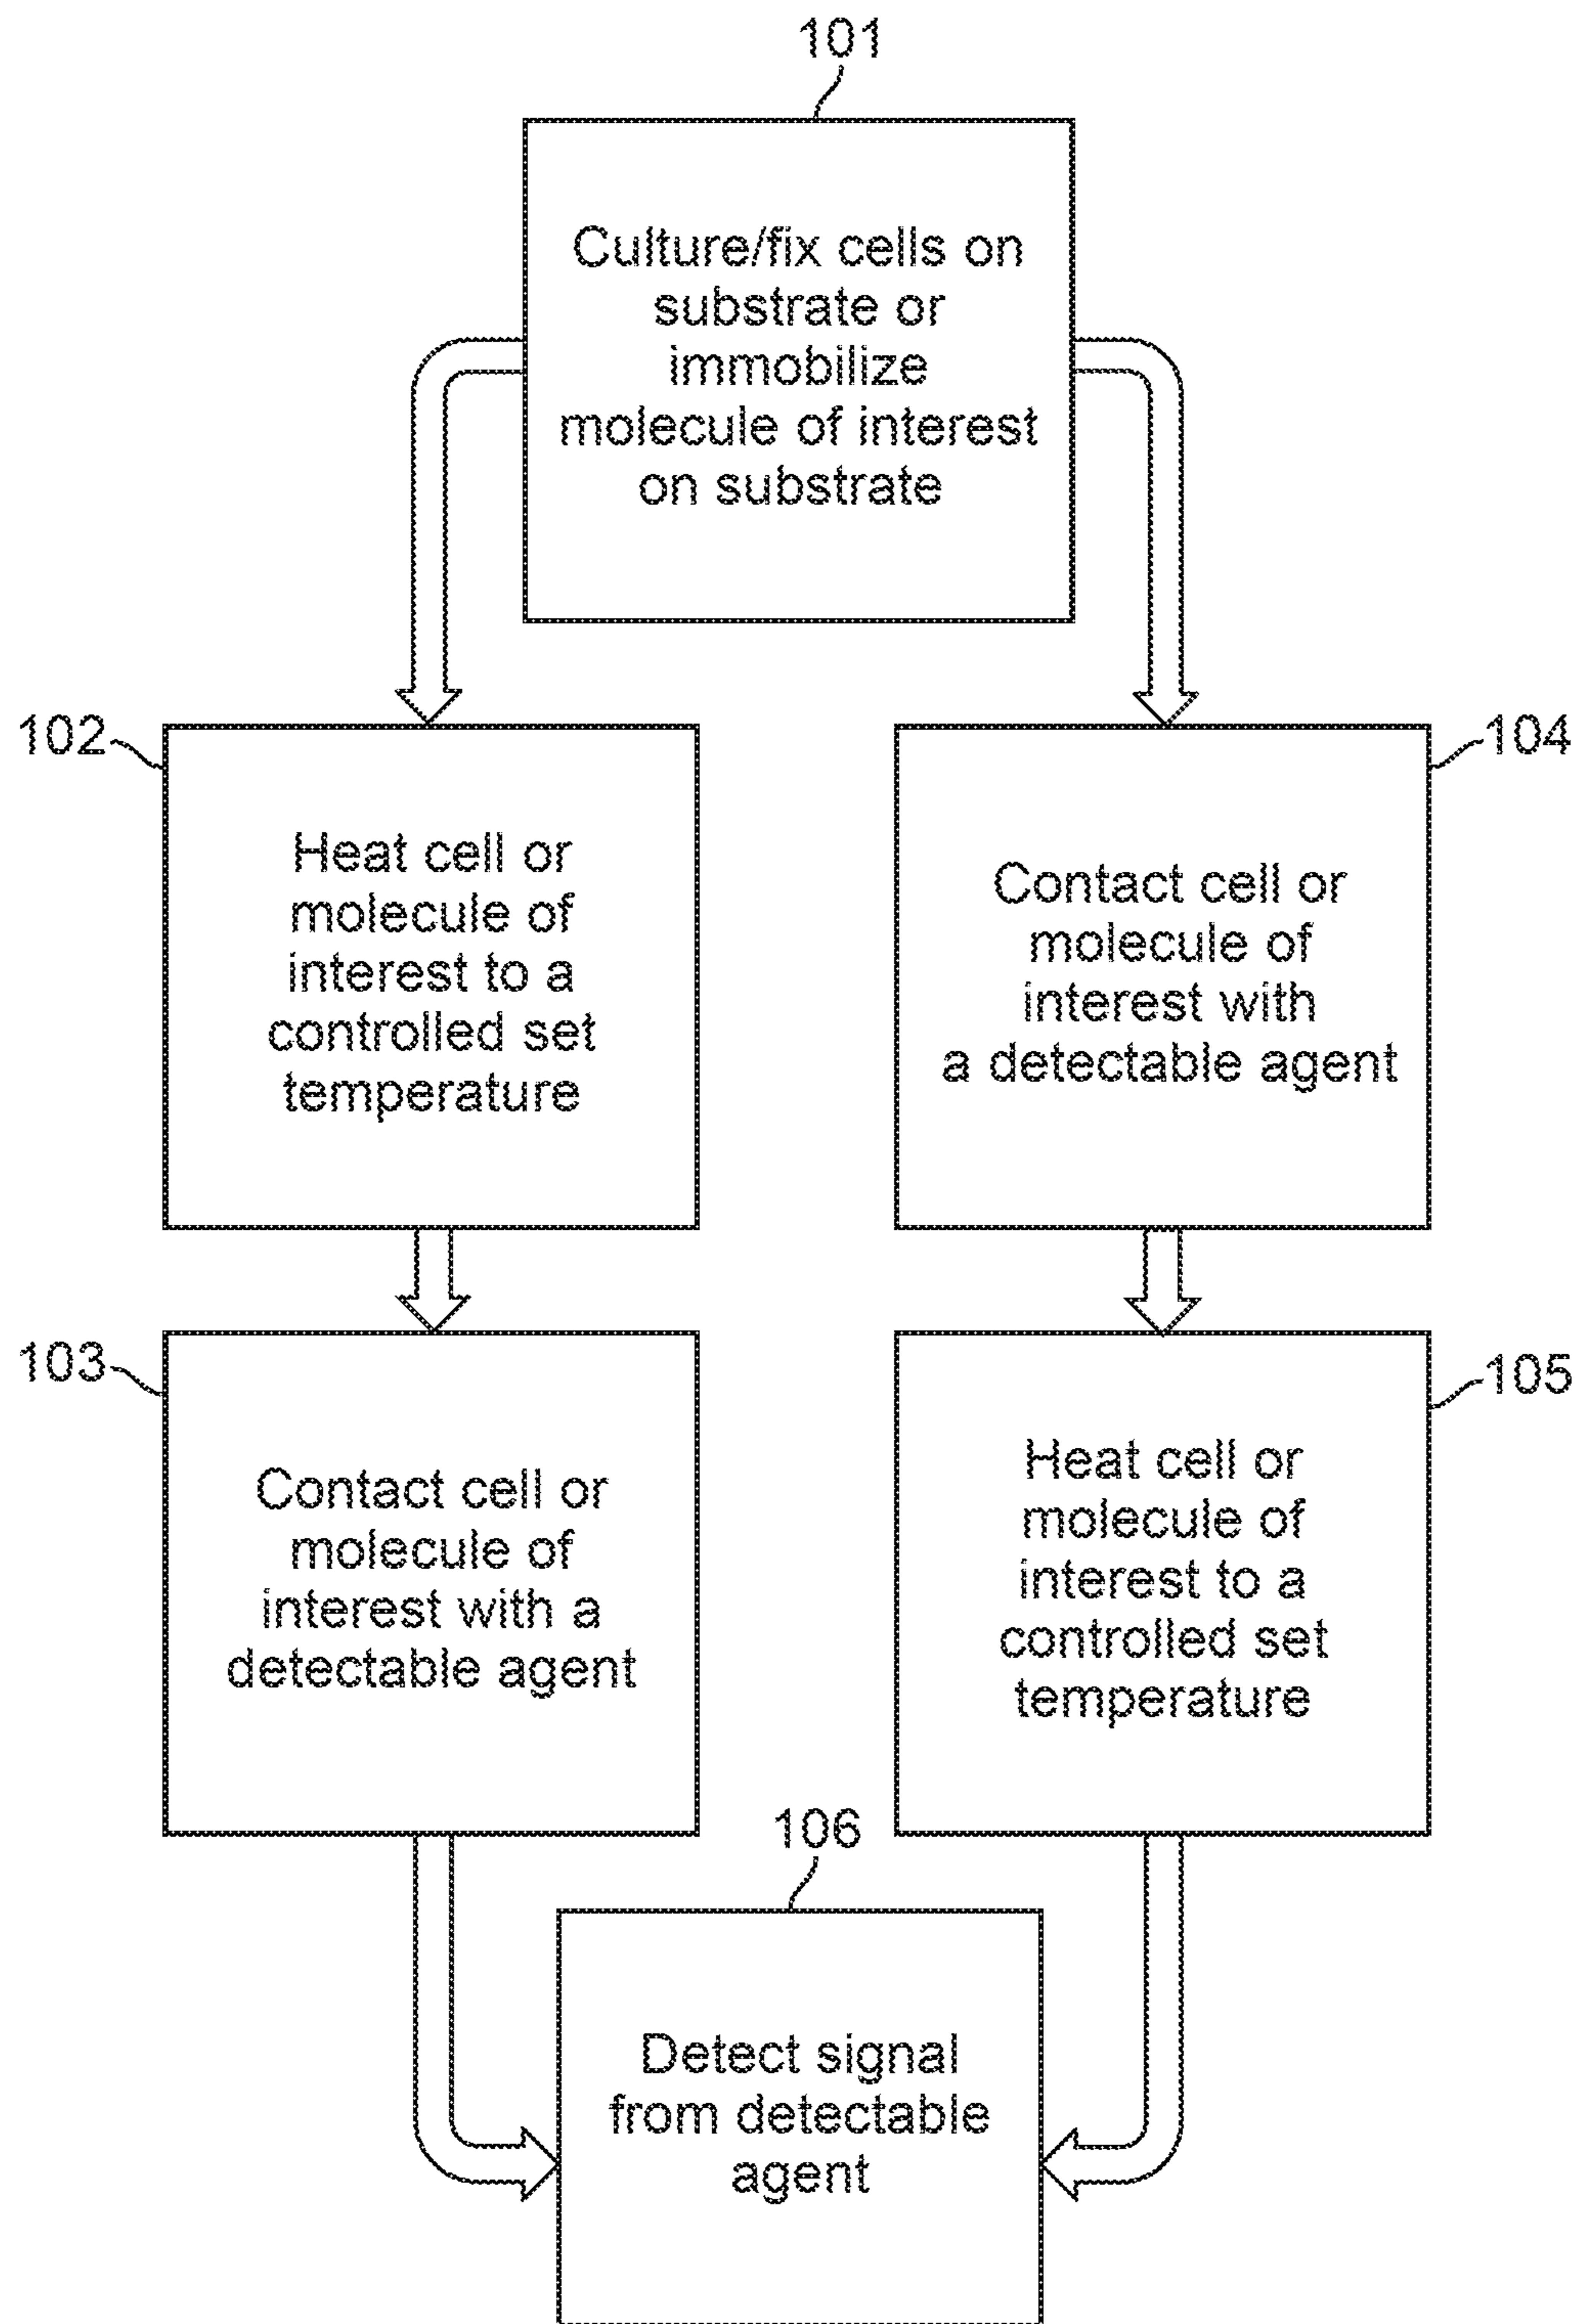 101
Culture/fix cells on
substrate or
immobilize
molecule of interest
on substrate
102
Heat cell or
molecule of
interest to a
controlled set
temperature
104
Contact cell or
molecule of
interest with
a detectable agent
103
Contact cell or
molecule of
interest with a
detectable agent
105
Heat cell or
molecule of
interest to a
controlled set
temperature
106
Detect signal
from detectable
agent